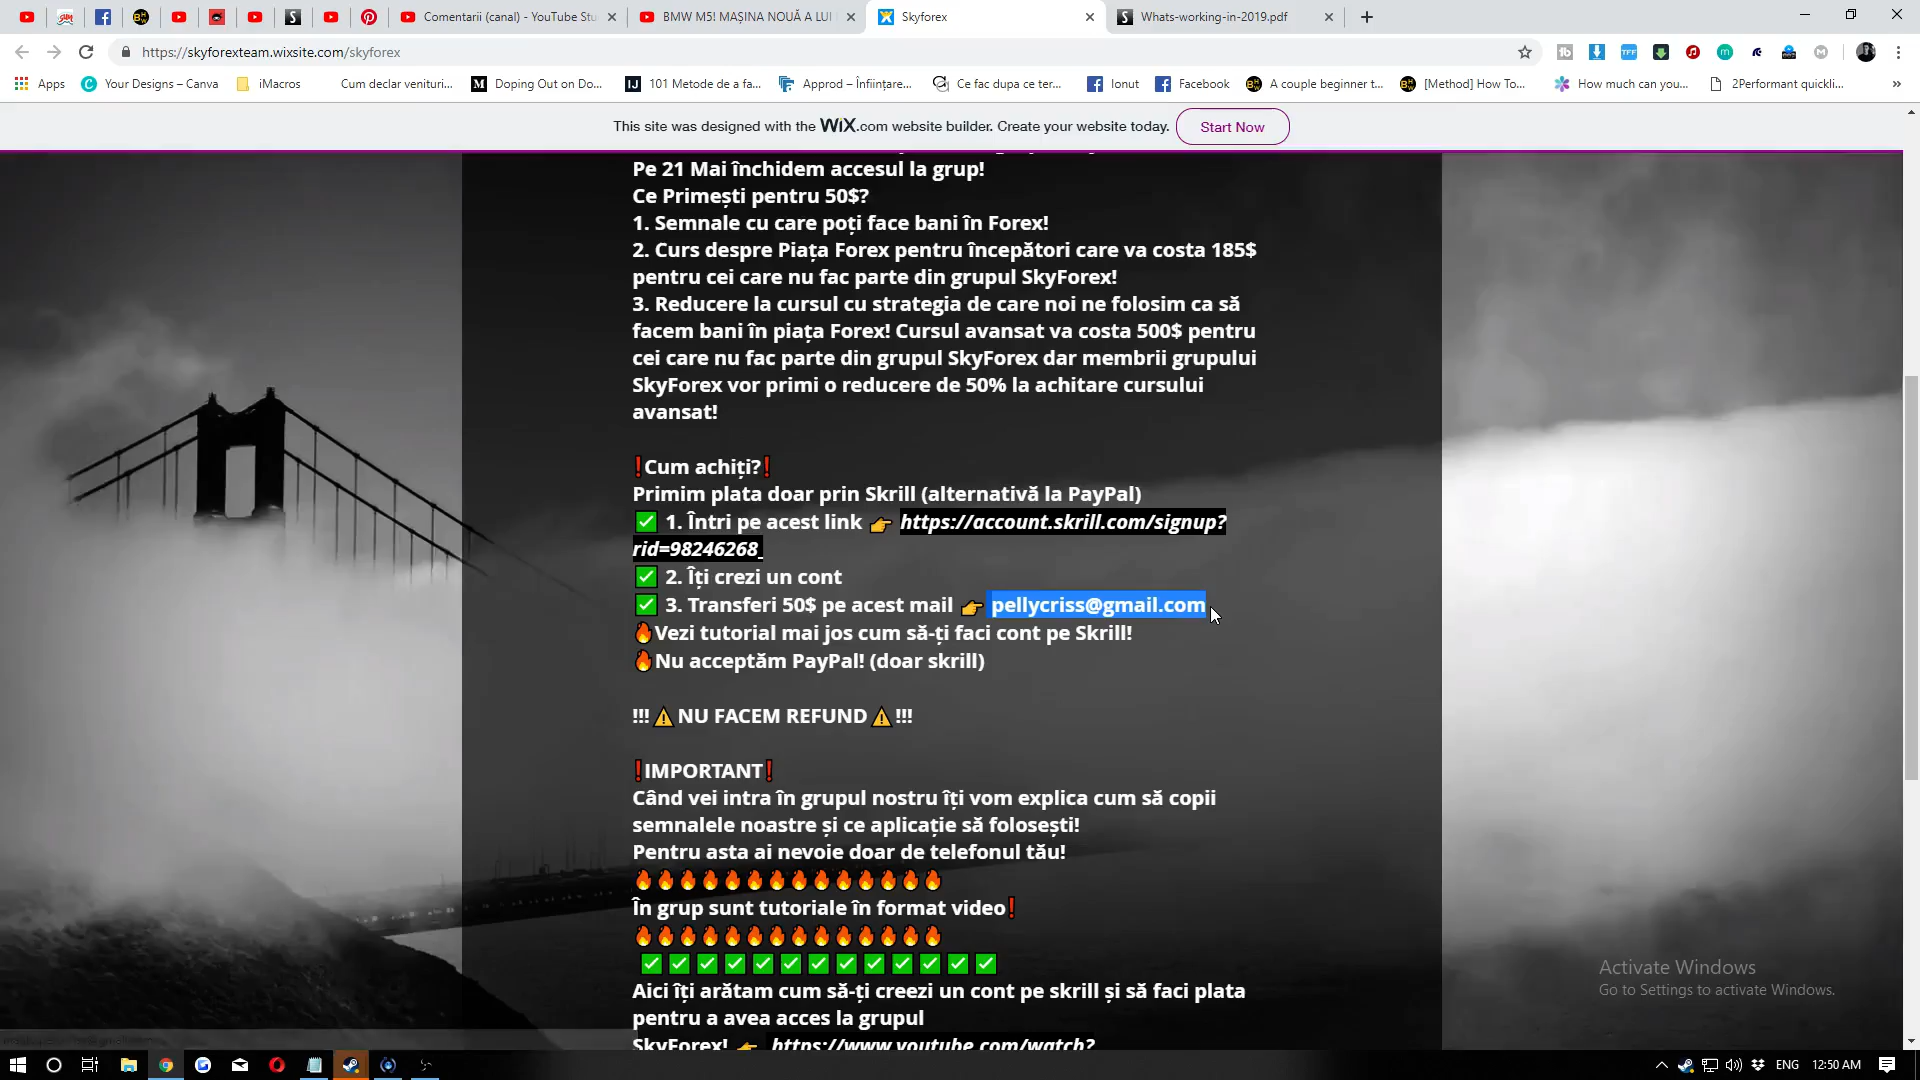 Comentarii (canal) - YouTube Stu
BMW M5! MAȘINA NOUĂ A LUI
Skyforex
Whats-working-in-2019.pdf
https://skyforexteam.wixsite.com/skyforex
Apps
Your Designes – Canva
iMacros
Cum declar venituri...
Doping Out on Do...
101 Metode de a fa...
Approd – Înființare...
Ce fac dupa ce ter...
Ionut
Facebook
A couple beginner t...
[Method] How To...
How much can you...
2Performant quickli...
This site was designed with the WiX.com website builder. Create your website today.
Start Now
Pe 21 Mai închidem accesul la grup!
Ce Primești pentru 50$?
1. Semnale cu care poți face bani în Forex!
2. Curs despre Piața Forex pentru începători care va costa 185$
pentru cei care nu fac parte din grupul SkyForex!
3. Reducere la cursul cu strategia de care noi ne folosim ca să
facem bani în piața Forex! Cursul avansat va costa 500$ pentru
cei care nu fac parte din grupul SkyForex dar membrii grupului
SkyForex vor primi o reducere de 50% la achitare cursului
avansat!
❗Cum achiți?❗
Primim plata doar prin Skrill (alternativă la PayPal)
✅ 1. Întri pe acest link 👉 https://account.skrill.com/signup?
rid=98246268_
✅ 2. Îți crezi un cont
✅ 3. Transferi 50$ pe acest mail 👉 pellycriss@gmail.com
🔥Vezi tutorial mai jos cum să-ți faci cont pe Skrill!
🔥Nu acceptăm PayPal! (doar skrill)
!!!⚠️NU FACEM REFUND⚠️!!!
❗IMPORTANT❗
Când vei intra în grupul nostru îți vom explica cum să copii
semnalele noastre și ce aplicație să folosești!
Pentru asta ai nevoie doar de telefonul tău!
🔥🔥🔥🔥🔥🔥🔥🔥🔥🔥🔥🔥🔥🔥
În grup sunt tutoriale în format video❗
🔥🔥🔥🔥🔥🔥🔥🔥🔥🔥🔥🔥🔥🔥
✅✅✅✅✅✅✅✅✅✅✅✅✅
Aici îți arătam cum să-ți creezi un cont pe skrill și să faci plata
pentru a avea acces la grupul
SkyForex! 👉 https://www.youtube.com/watch?
Activate Windows
Go to Settings to activate Windows.
ENG
12:50 AM